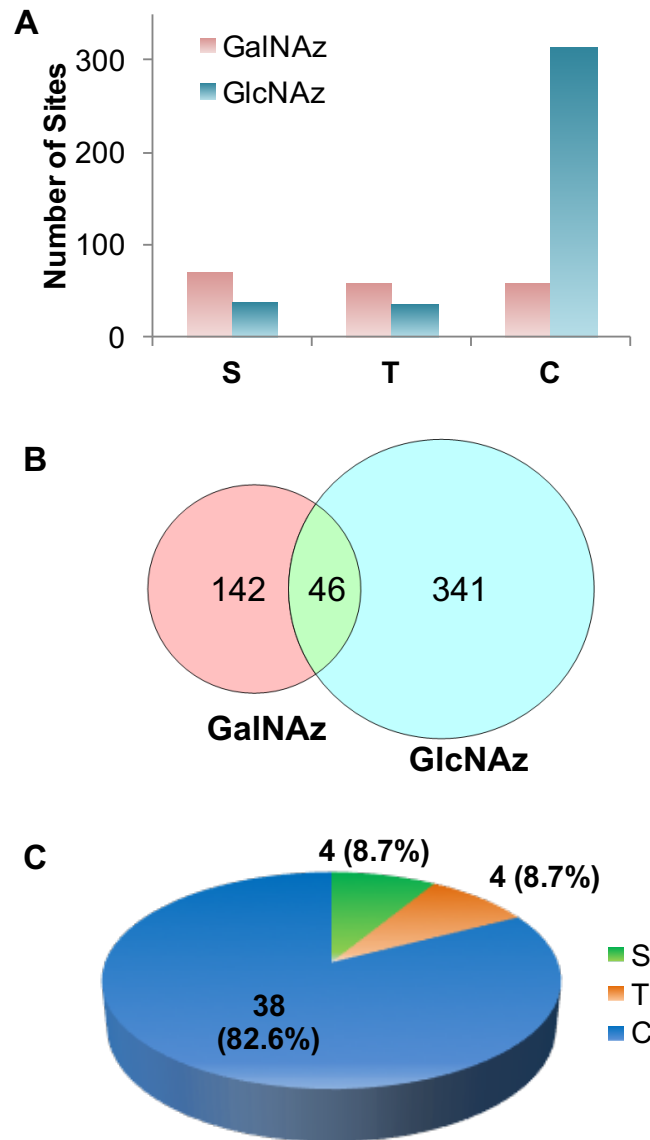 A
Number of Sites
300
200
100
0
GalNAz
GlcNAz
S T C
B
142 46 341
GalNAz
GlcNAz
C
4 (8.7%)
4 (8.7%)
38
(82.6%)
S
T
C